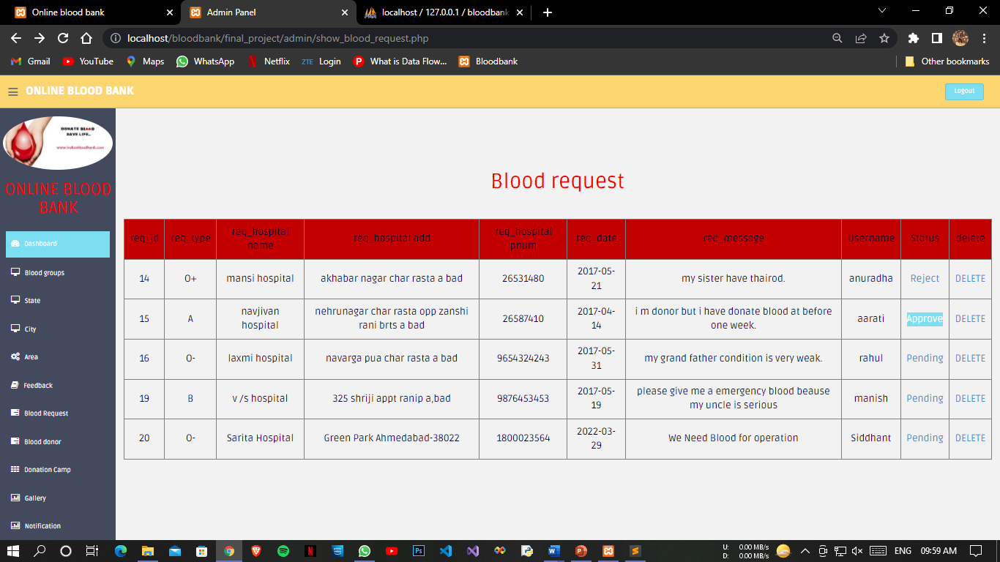 Online blood bank
Admin Panel
localhost / 127.0.0.1 / bloodbank
localhost/bloodbank/final_project/admin/show_blood_request.php
Gmail YouTube Maps WhatsApp Netflix ZTE Login What is Data Flow... Bloodbank Other bookmarks
ONLINE BLOOD BANK
Logout
DONATE BLOOD
SAVE LIFE..
www.indianbloodbank.com
ONLINE BLOOD
BANK
Dashboard
Blood groups
State
City
Area
Feedback
Blood Request
Blood donor
Donation Camp
Gallery
Notification
Blood request
req_id req_type req_hospital name req_hospital add req_hospital pnum req_date req_message Username Status delete
14 O+ mansi hospital akhabar nagar char rasta a bad 26531480 2017-05-21 my sister have thairod. anuradha Reject DELETE
15 A navjivan hospital nehrunagar char rasta opp zanshi rani brts a bad 26587410 2017-04-14 i m donor but i have donate blood at before one week. aarati Approve DELETE
16 O- laxmi hospital navarga pua char rasta a bad 9654324243 2017-05-31 my grand father condition is very weak. rahul Pending DELETE
19 B v /s hospital 325 shriji appt ranip a,bad 9876453453 2017-05-19 please give me a emergency blood beause my uncle is serious manish Pending DELETE
20 O- Sarita Hospital Green Park Ahmedabad-38022 1800023564 2022-03-29 We Need Blood for operation Siddhant Pending DELETE
U: 0.00 MB/s
D: 0.00 MB/s
ENG
09:59 AM